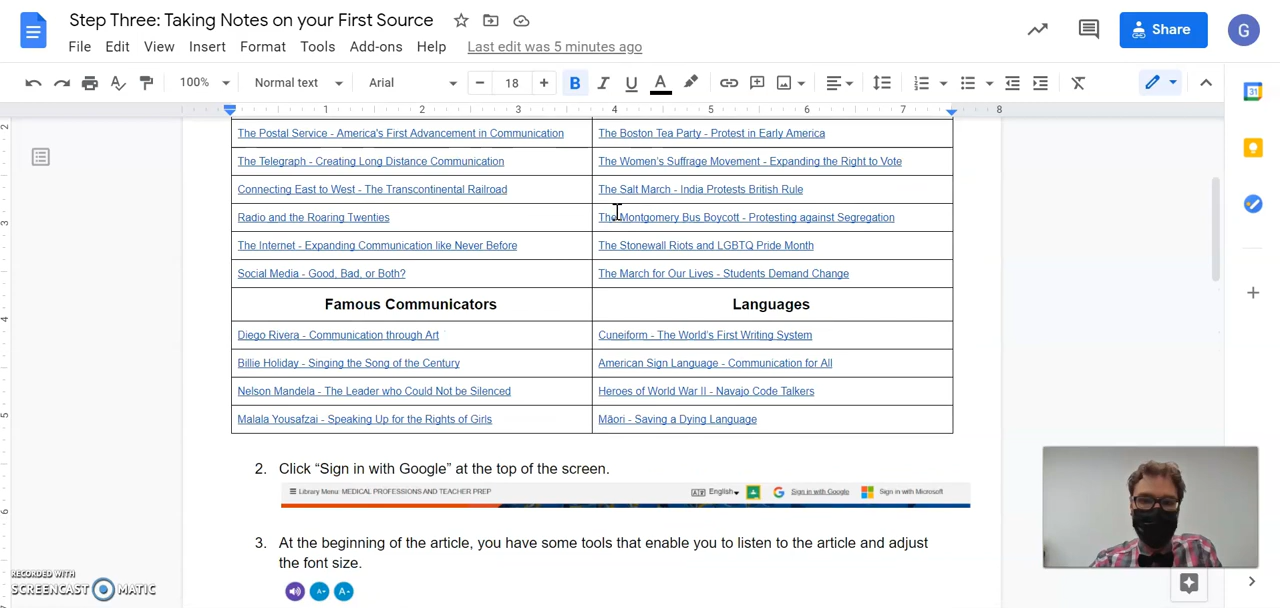 Step Three: Taking Notes on your First Source
Share
G
File Edit View Insert Format Tools Add-ons Help Last edit was 5 minutes ago
100% Normal text Arial 18 B I U A
1 2 3 4 5 6 7 8
The Postal Service - America's First Advancement in Communication The Boston Tea Party - Protest in Early America
The Telegraph - Creating Long Distance Communication The Women's Suffrage Movement - Expanding the Right to Vote
Connecting East to West - The Transcontinental Railroad The Salt March - India Protests British Rule
Radio and the Roaring Twenties The Montgomery Bus Boycott - Protesting against Segregation
The Internet - Expanding Communication like Never Before The Stonewall Riots and LGBTQ Pride Month
Social Media - Good, Bad, or Both? The March for Our Lives - Students Demand Change
Famous Communicators Languages
Diego Rivera - Communication through Art Cuneiform - The World's First Writing System
Billie Holiday - Singing the Song of the Century American Sign Language - Communication for All
Nelson Mandela - The Leader who Could Not be Silenced Heroes of World War II - Navajo Code Talkers
Malala Yousafzai - Speaking Up for the Rights of Girls Māori - Saving a Dying Language
2. Click “Sign in with Google” at the top of the screen.
Library Menu: MEDICAL PROFESSIONS AND TEACHER PREP English Sign in with Google Sign in with Microsoft
3. At the beginning of the article, you have some tools that enable you to listen to the article and adjust
the font size.
A+ A-
RECORDED WITH
SCREENCAST MATIC